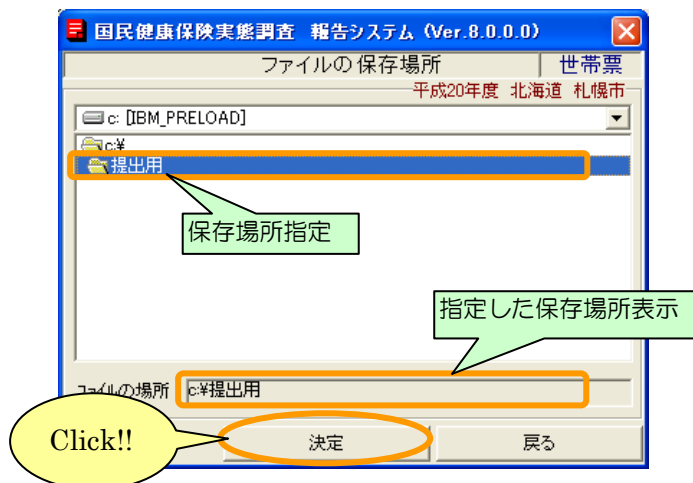 国民健康保険実態調査 報告システム (Ver.8.0.0.0)
ファイルの保存場所 世帯票
平成20年度 北海道 札幌市
c: [IBM_PRELOAD]
c:¥
提出用
保存場所指定
指定した保存場所表示
ファイルの場所 c:¥提出用
Click!!
決定 戻る